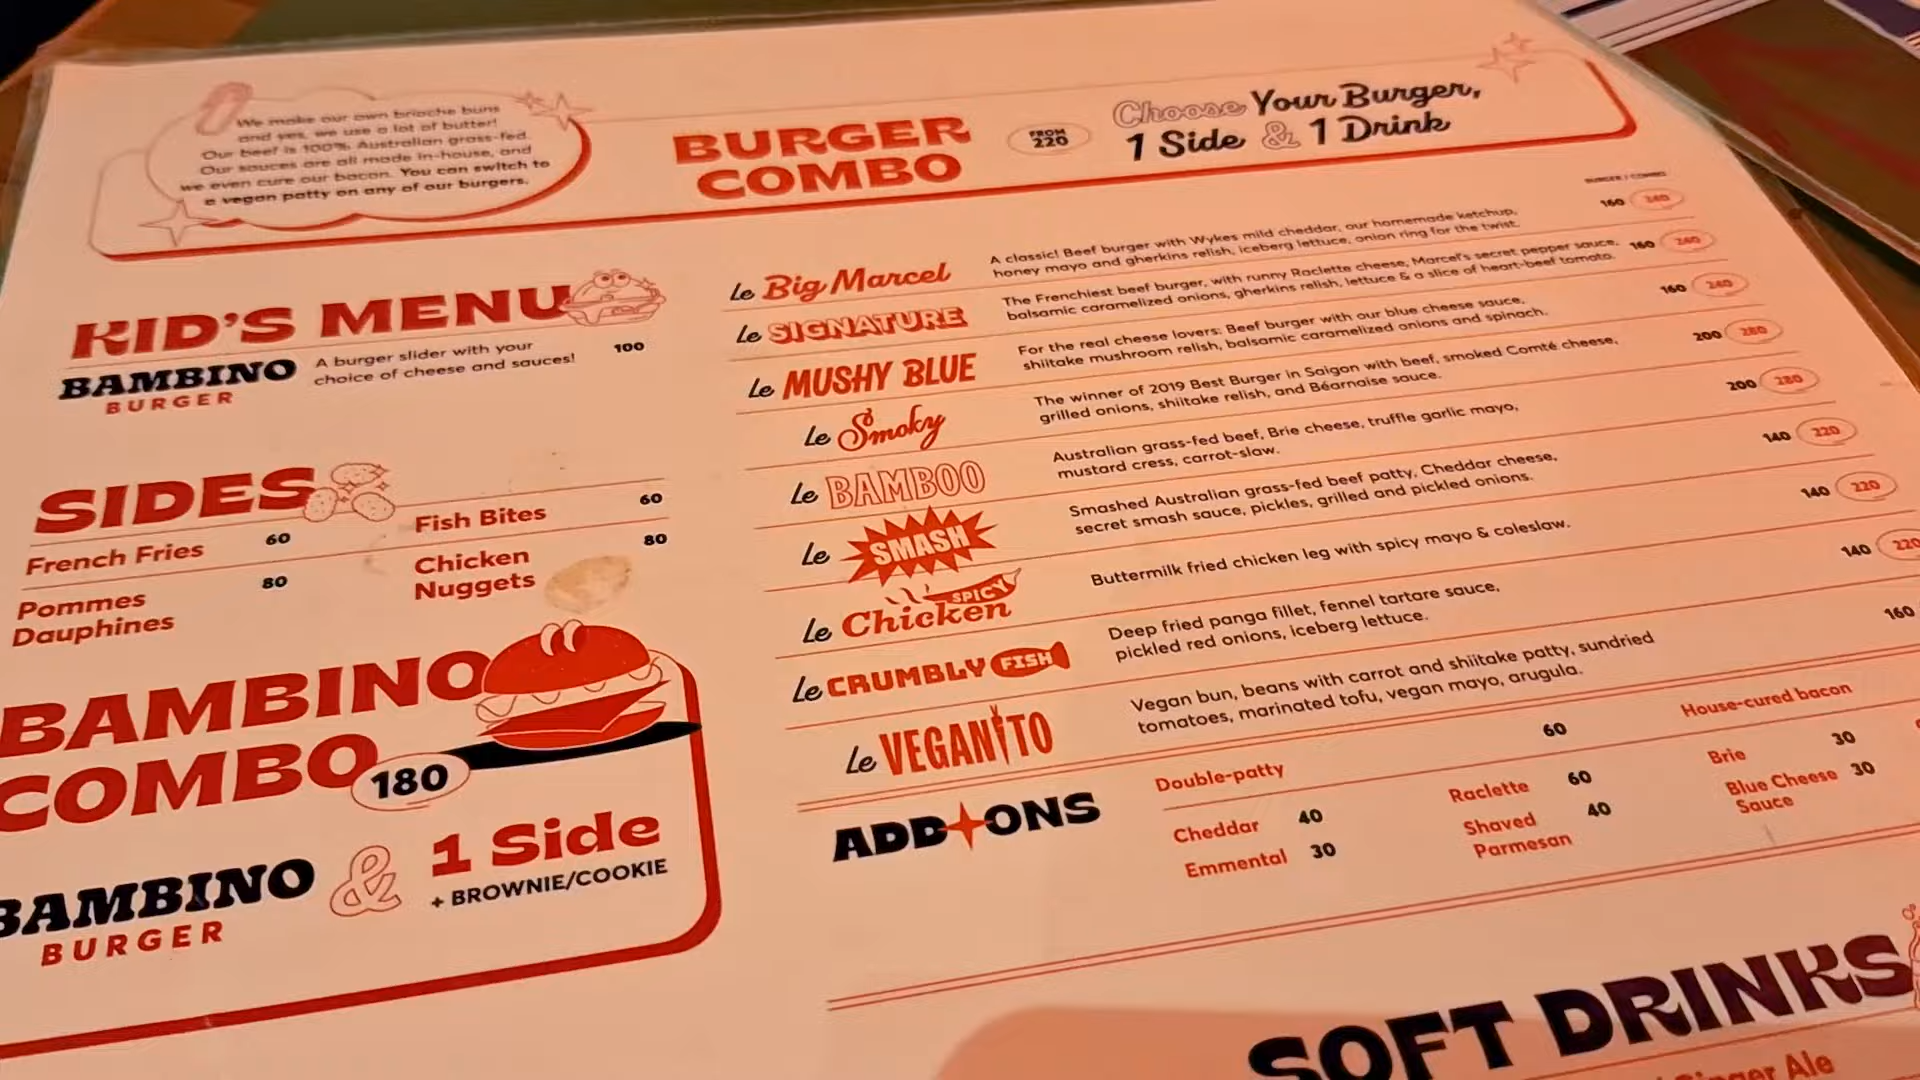 We make our own brioche buns
and yes, we use a lot of butter!
Our beef is 100% Australian grass-fed.
Our sauces are all made in-house, and
we even cure our bacon. You can switch to
a vegan patty on any of our burgers.
BURGER
COMBO
FROM
220
Choose Your Burger,
1 Side & 1 Drink
BURGER / COMBO
KID'S MENU
BAMBINO
BURGER
A burger slider with your
choice of cheese and sauces!
100
SIDES
French Fries 60
Pommes
Dauphines
80
Fish Bites 60
Chicken
Nuggets
80
BAMBINO
COMBO
180
BAMBINO
BURGER
&
1 Side
+ BROWNIE/COOKIE
Le Big Marcel
A classic! Beef burger with Wykes mild cheddar, our homemade ketchup,
honey mayo and gherkins relish, iceberg lettuce, onion ring for the twist.
160 240
Le SIGNATURE
The Frenchiest beef burger, with runny Raclette cheese, Marcel's secret pepper sauce,
balsamic caramelized onions, gherkins relish, lettuce & a slice of heart-beef tomato.
160 240
Le MUSHY BLUE
For the real cheese lovers: Beef burger with our blue cheese sauce,
shiitake mushroom relish, balsamic caramelized onions and spinach.
160 240
Le Smoky
The winner of 2019 Best Burger in Saigon with beef, smoked Comté cheese,
grilled onions, shiitake relish, and Béarnaise sauce.
200 280
Le BAMBOO
Australian grass-fed beef, Brie cheese, truffle garlic mayo,
mustard cress, carrot-slaw.
200 280
Le SMASH
Smashed Australian grass-fed beef patty, Cheddar cheese,
secret smash sauce, pickles, grilled and pickled onions.
140 220
Le Chicken SPICY
Buttermilk fried chicken leg with spicy mayo & coleslaw.
140 220
Le CRUMBLY FISH
Deep fried panga fillet, fennel tartare sauce,
pickled red onions, iceberg lettuce.
140 220
Le VEGANITO
Vegan bun, beans with carrot and shiitake patty, sundried
tomatoes, marinated tofu, vegan mayo, arugula.
160
ADD ONS
Double-patty 60
House-cured bacon
Cheddar 40
Emmental 30
Raclette 60
Shaved
Parmesan
40
Brie 30
Blue Cheese
Sauce
30
SOFT DRINKS
Ginger Ale